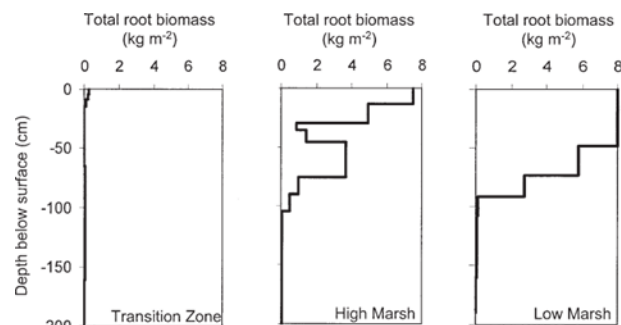 Total root biomass
(kg m-2)
0 2 4 6 8
Total root biomass
(kg m-2)
0 2 4 6 8
Total root biomass
(kg m-2)
0 2 4 6 8
Depth below surface (cm)
0
-50
-100
-150
-200
Transition Zone
High Marsh
Low Marsh